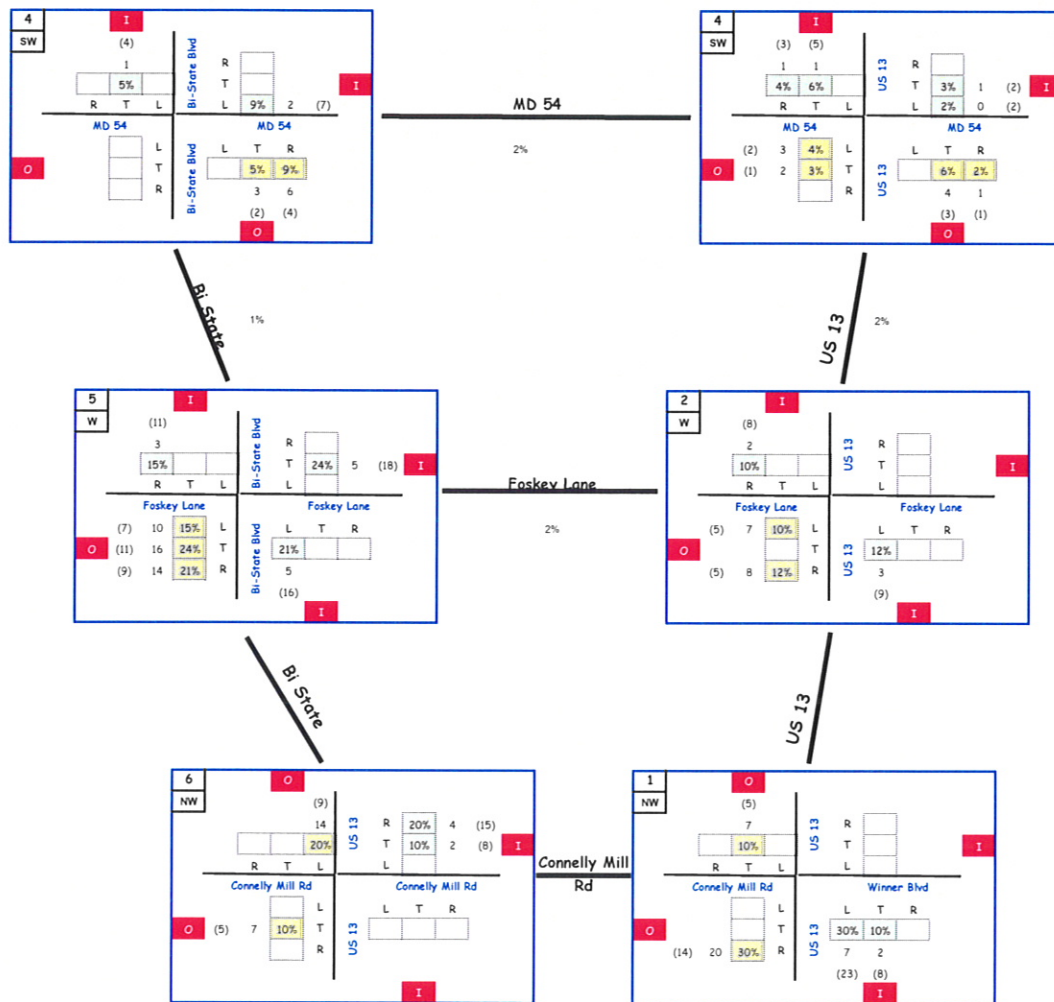 4
SW
I
(4)
1
5%
R T L
Bi-State Blvd
R
T
L 9% 2 (7)
I
MD 54
MD 54
O
L
T
R
Bi-State Blvd
L T R
5% 9%
3 6
(2) (4)
O
MD 54
2%
4
SW
I
(3) (5)
1 1
4% 6%
R T L
US 13
R
T 3% 1 (2)
L 2% 0 (2)
I
MD 54
MD 54
O
(2) 3 4% L
(1) 2 3% T
R
US 13
L T R
6% 2%
4 1
(3) (1)
O
Bi State
1%
US 13
2%
5
W
I
(11)
3
15%
R T L
Bi-State Blvd
R
T 24% 5 (18)
L
I
Foskey Lane
Foskey Lane
O
(7) 10 15% L
(11) 16 24% T
(9) 14 21% R
Bi-State Blvd
L T R
21%
5
(16)
I
Foskey Lane
2%
2
W
I
(8)
2
10%
R T L
US 13
R
T
L
I
Foskey Lane
Foskey Lane
O
(5) 7 10% L
T
(5) 8 12% R
US 13
L T R
12%
3
(9)
I
Bi State
US 13
6
NW
O
(9)
14
20%
R T L
US 13
R 20% 4 (15)
T 10% 2 (8)
L
I
Connelly Mill Rd
Connelly Mill Rd
O
L
(5) 7 10% T
R
US 13
L T R
I
Connelly Mill
Rd
1
NW
O
(5)
7
10%
R T L
US 13
R
T
L
I
Connelly Mill Rd
Winner Blvd
O
L
T
(14) 20 30% R
US 13
L T R
30% 10%
7 2
(23) (8)
I